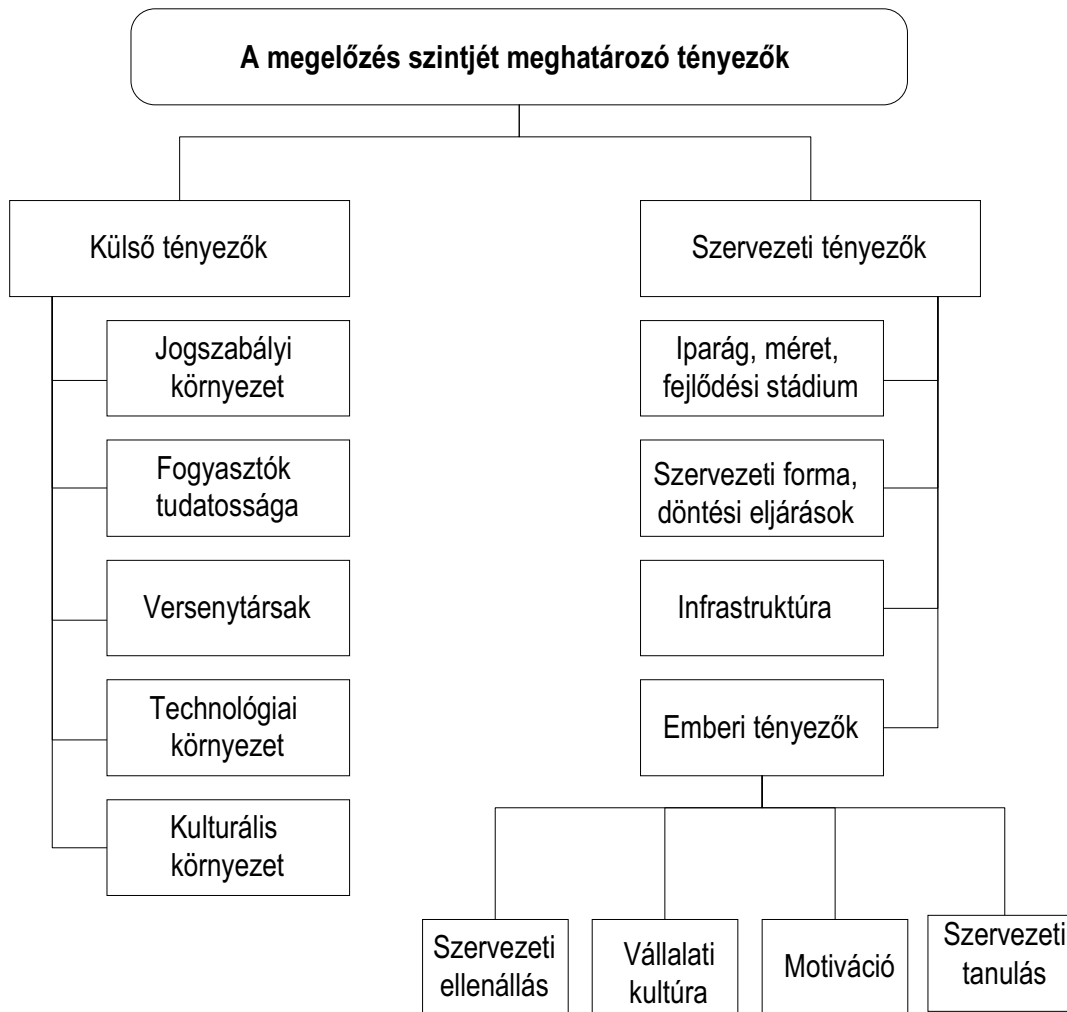 A megelőzés szintjét meghatározó tényezők
Külső tényezők
Jogszabályi
környezet
Fogyasztók
tudatossága
Versenytársak
Technológiai
környezet
Kulturális
környezet
Szervezeti tényezők
Iparág, méret,
fejlődési stádium
Szervezeti forma,
döntési eljárások
Infrastruktúra
Emberi tényezők
Szervezeti
ellenállás
Vállalati
kultúra
Motiváció
Szervezeti
tanulás